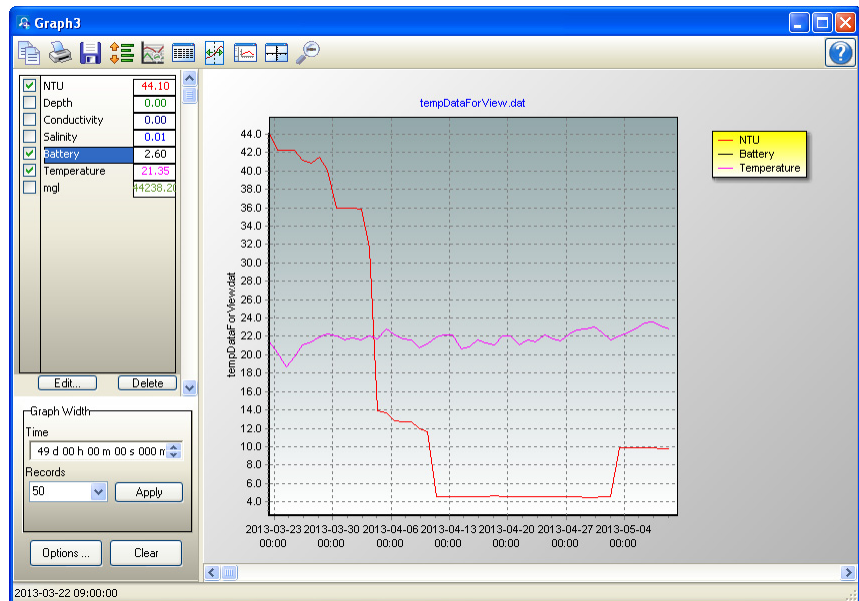 Graph3
NTU 44.10
Depth 0.00
Conductivity 0.00
Salinity 0.01
Battery 2.60
Temperature 21.35
mgl 44238.20
Edit... Delete
Graph Width
Time
49 d 00 h 00 m 00 s 000 m
Records
50 Apply
Options ... Clear
tempDataForView.dat
44.0
42.0
40.0
38.0
36.0
34.0
32.0
30.0
28.0
26.0
24.0
22.0
20.0
18.0
16.0
14.0
12.0
10.0
8.0
6.0
4.0
tempDataForView.dat
2013-03-23 2013-03-30 2013-04-06 2013-04-13 2013-04-20 2013-04-27 2013-05-04
00:00 00:00 00:00 00:00 00:00 00:00 00:00
NTU
Battery
Temperature
2013-03-22 09:00:00